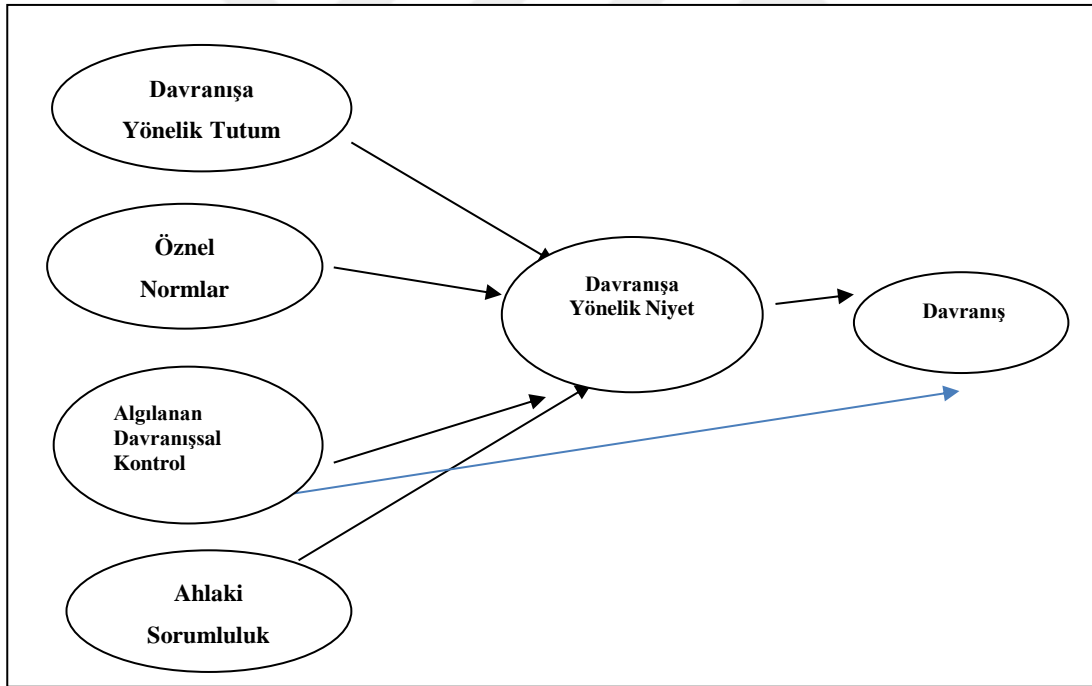 Davranışa
Yönelik Tutum
Öznel
Normlar
Davranışa
Yönelik Niyet
Davranış
Algılanan
Davranışsal
Kontrol
Ahlaki
Sorumluluk